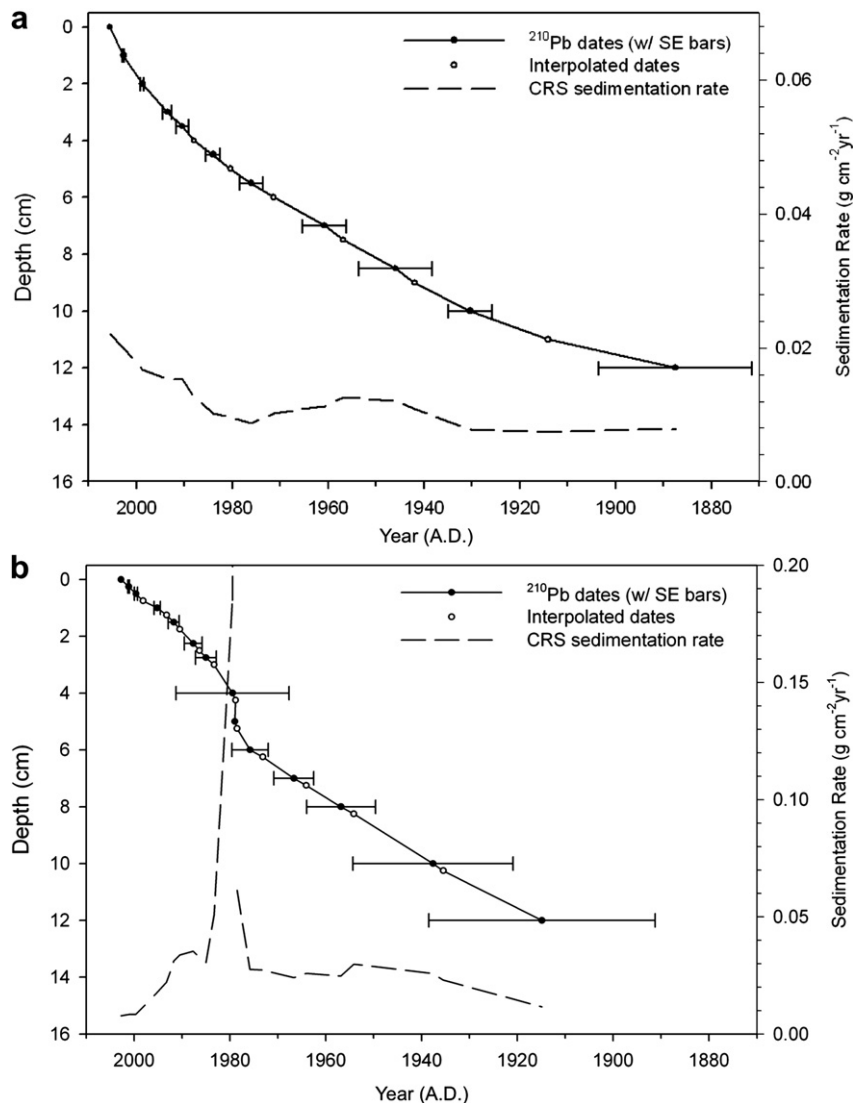 a
²¹⁰Pb dates (w/ SE bars)
Interpolated dates
CRS sedimentation rate
Depth (cm)
0
2
4
6
8
10
12
14
16
2000
1980
1960
1940
1920
1900
1880
Year (A.D.)
0.06
0.04
0.02
0.00
Sedimentation Rate (g cm⁻²yr⁻¹)
b
²¹⁰Pb dates (w/ SE bars)
Interpolated dates
CRS sedimentation rate
Depth (cm)
0
2
4
6
8
10
12
14
16
2000
1980
1960
1940
1920
1900
1880
Year (A.D.)
0.20
0.15
0.10
0.05
0.00
Sedimentation Rate (g cm⁻²yr⁻¹)